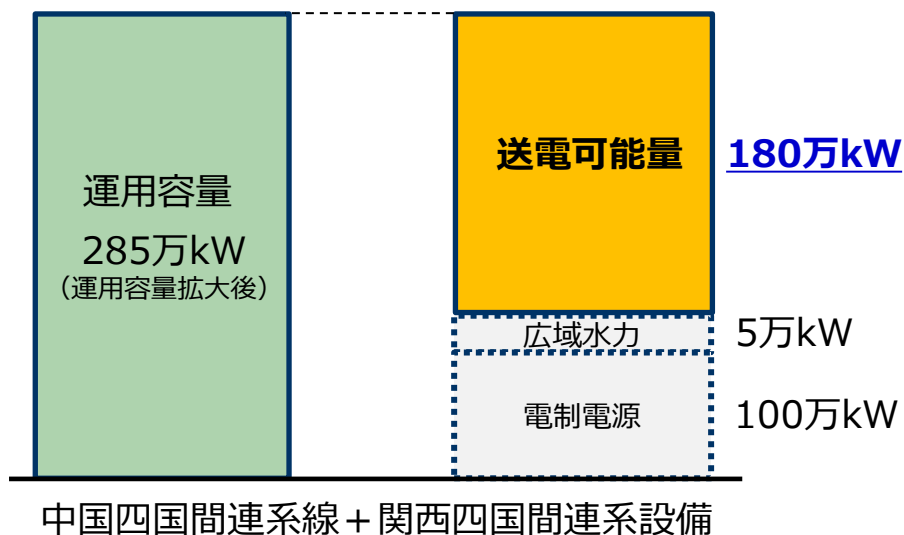 運用容量
285万kW
（運用容量拡大後）
送電可能量
180万kW
広域水力
5万kW
電制電源
100万kW
中国四国間連系線＋関西四国間連系設備